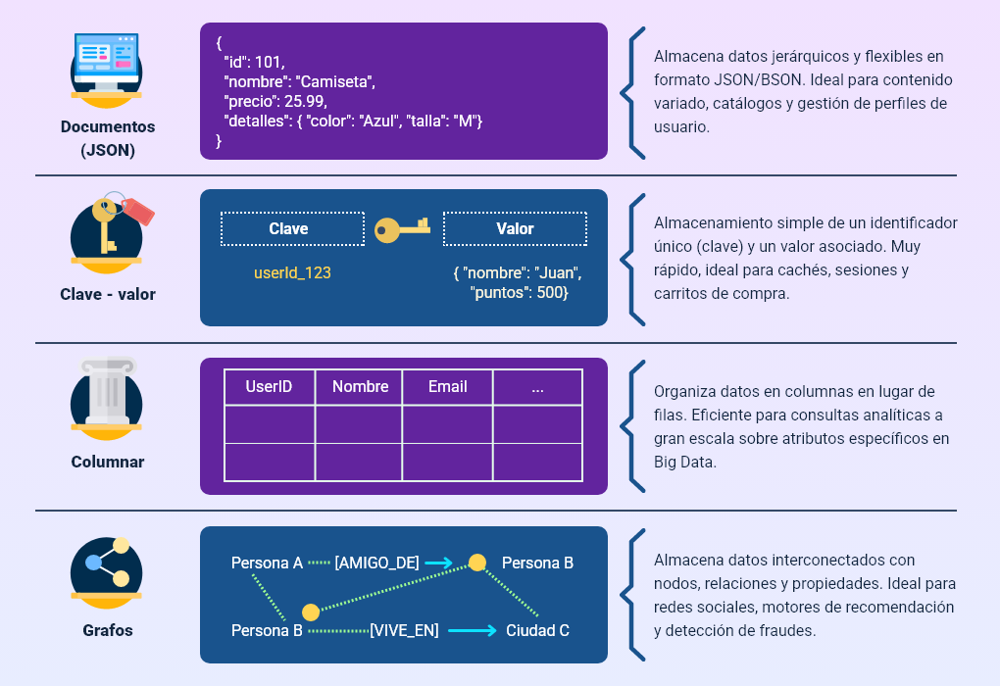 Documentos
(JSON)
{
"id": 101,
"nombre": "Camiseta",
"precio": 25.99,
"detalles": { "color": "Azul", "talla": "M"}
}
Almacena datos jerárquicos y flexibles en
formato JSON/BSON. Ideal para contenido
variado, catálogos y gestión de perfiles de
usuario.
Clave - valor
Clave
Valor
userId_123
{ "nombre": "Juan",
"puntos": 500}
Almacenamiento simple de un identificador
único (clave) y un valor asociado. Muy
rápido, ideal para cachés, sesiones y
carritos de compra.
Columnar
UserID Nombre Email ...
Organiza datos en columnas en lugar de
filas. Eficiente para consultas analíticas a
gran escala sobre atributos específicos en
Big Data.
Grafos
Persona A [AMIGO_DE] Persona B
Persona B [VIVE_EN] Ciudad C
Almacena datos interconectados con
nodos, relaciones y propiedades. Ideal para
redes sociales, motores de recomendación
y detección de fraudes.